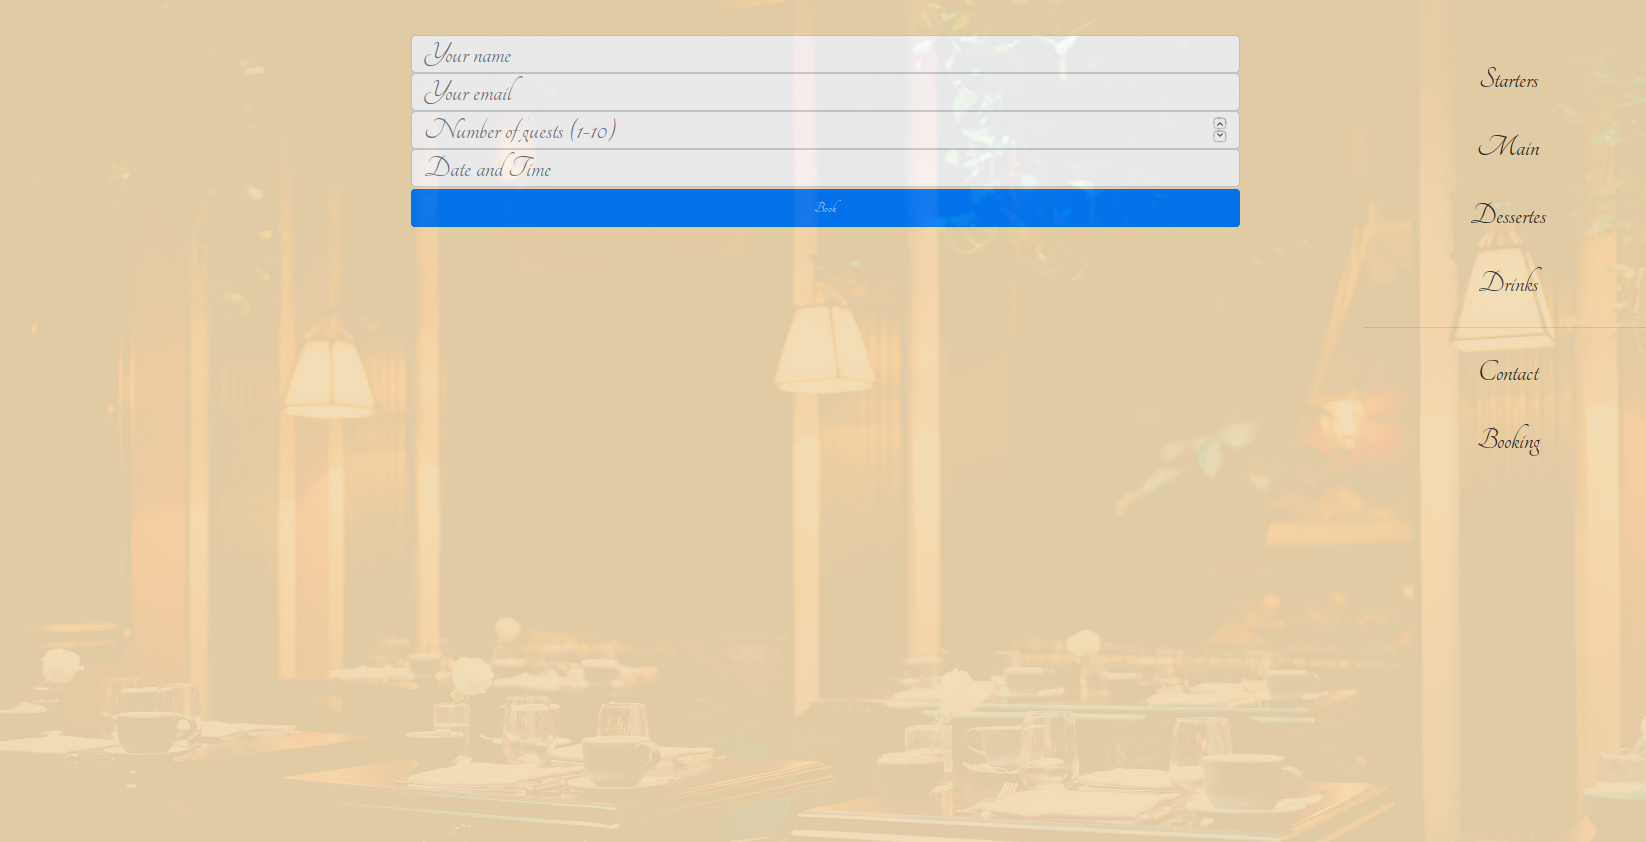 Your name
Your email
Number of guests (1-10)
Date and Time
Book
Starters
Main
Dessertes
Drinks
Contact
Booking